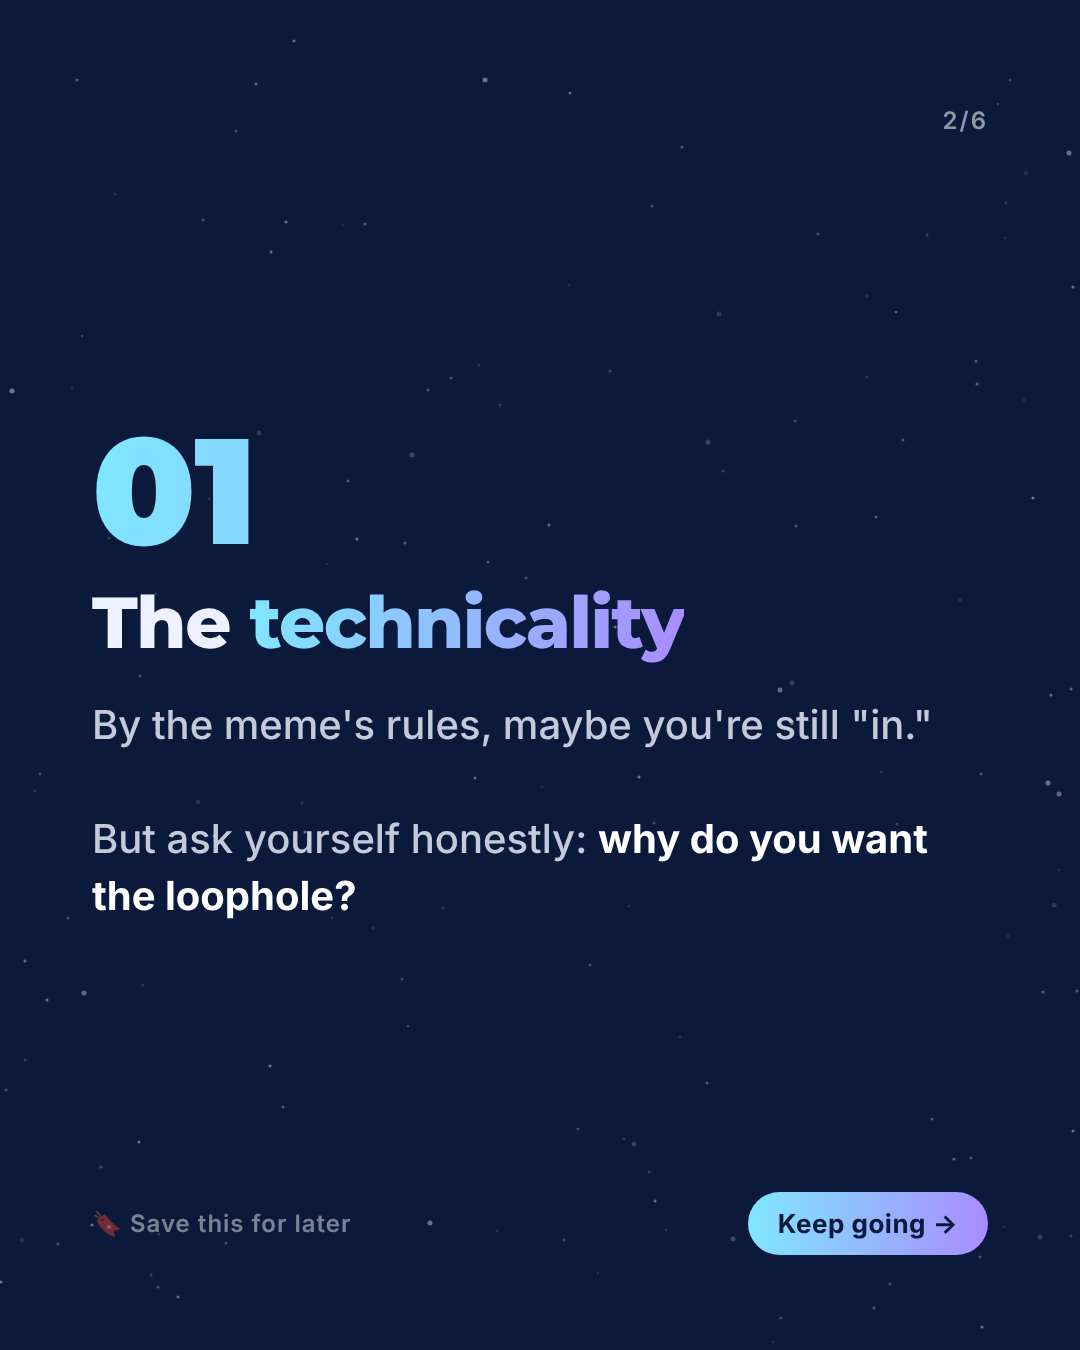 2/6
01
The technicality
By the meme's rules, maybe you're still "in."
But ask yourself honestly: why do you want
the loophole?
🔖 Save this for later
Keep going →